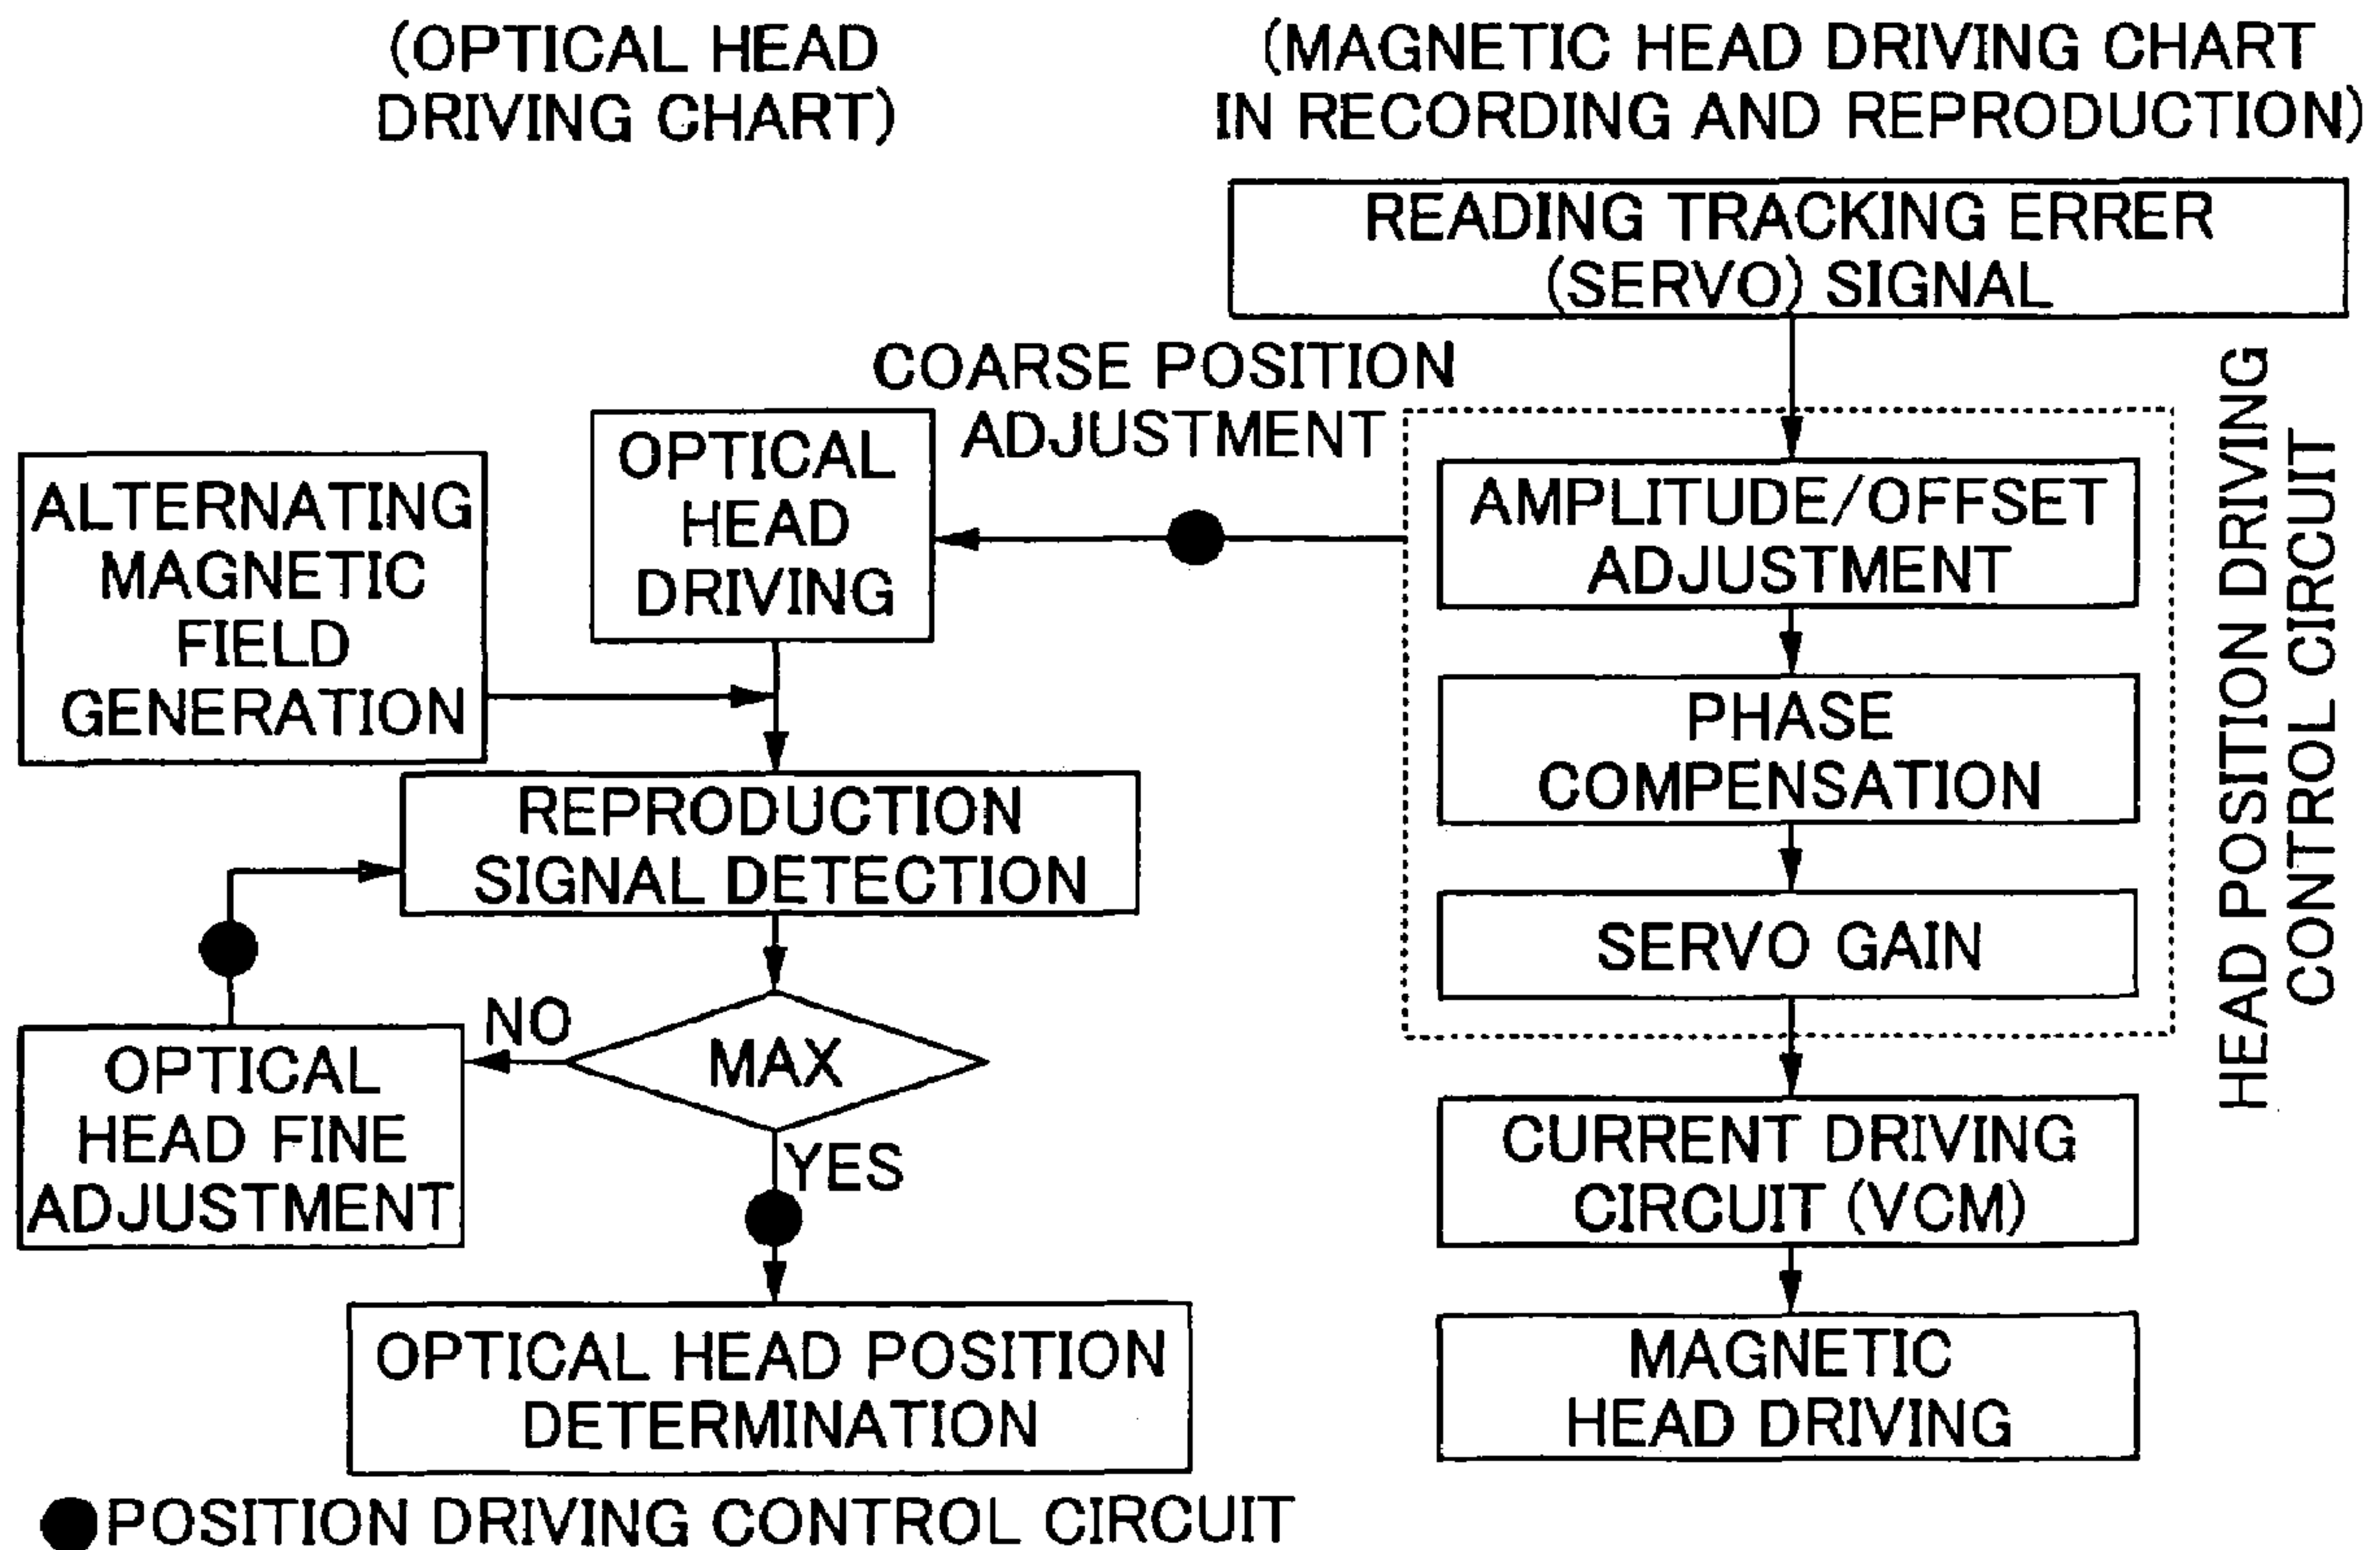 (OPTICAL HEAD
DRIVING CHART)
(MAGNETIC HEAD DRIVING CHART
IN RECORDING AND REPRODUCTION)
READING TRACKING ERRER
(SERVO) SIGNAL
COARSE POSITION
ADJUSTMENT
OPTICAL
HEAD
DRIVING
ALTERNATING
MAGNETIC
FIELD
GENERATION
AMPLITUDE/OFFSET
ADJUSTMENT
PHASE
COMPENSATION
SERVO GAIN
HEAD POSITION DRIVING
CONTROL CIRCUIT
REPRODUCTION
SIGNAL DETECTION
MAX
NO
YES
OPTICAL
HEAD FINE
ADJUSTMENT
CURRENT DRIVING
CIRCUIT (VCM)
OPTICAL HEAD POSITION
DETERMINATION
MAGNETIC
HEAD DRIVING
POSITION DRIVING CONTROL CIRCUIT